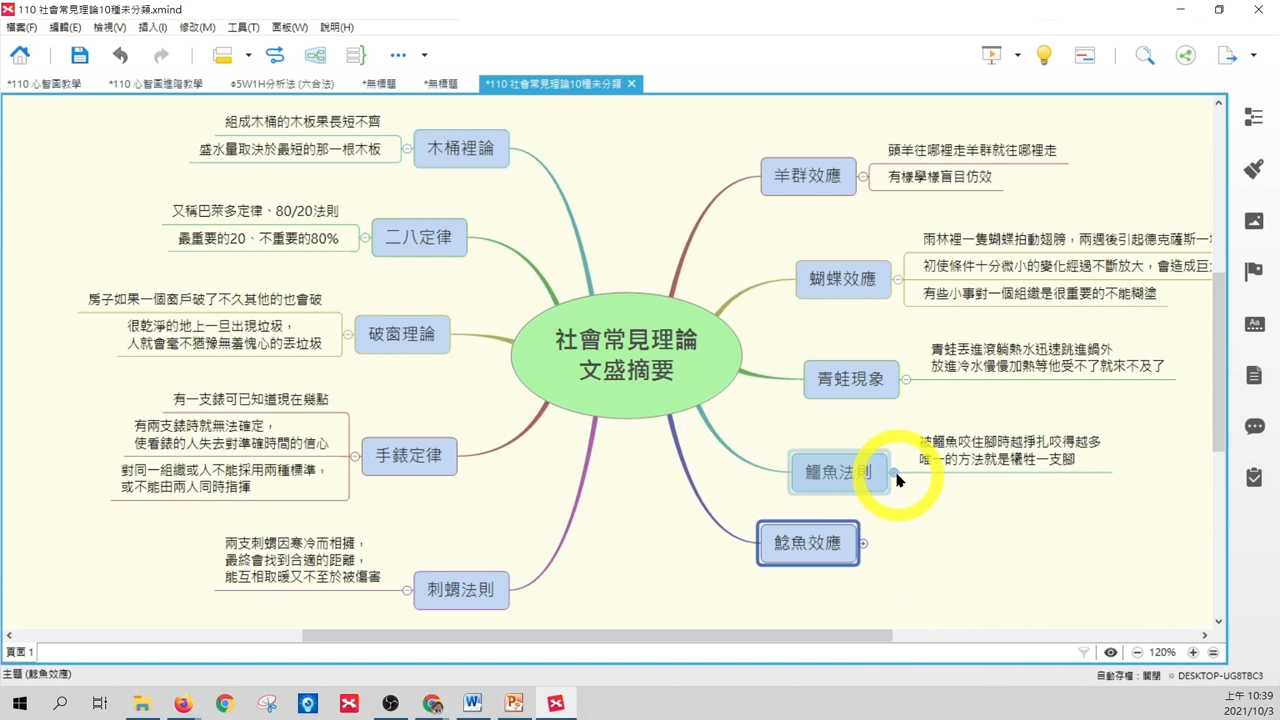 110 社會常見理論10種未分類.xmind
檔案(F) 編輯(E) 檢視(V) 插入(I) 修改(M) 工具(T) 面板(W) 說明(H)
*110 心智圖教學 *110 心智圖進階教學 5W1H分析法 (六合法) *無標題 *無標題 *110 社會常見理論10種未分類
組成木桶的木板果長短不齊
盛水量取決於最短的那一根木板
木桶裡論
又稱巴萊多定律、80/20法則
最重要的20、不重要的80%
二八定律
房子如果一個窗戶破了不久其他的也會破
很乾淨的地上一旦出現垃圾，
人就會毫不猶豫無羞愧心的丟垃圾
破窗理論
有一支錶可已知道現在幾點
有兩支錶時就無法確定，
使看錶的人失去對準確時間的信心
對同一組織或人不能採用兩種標準，
或不能由兩人同時指揮
手錶定律
兩支刺蝟因寒冷而相擁，
最終會找到合適的距離，
能互相取暖又不至於被傷害
刺蝟法則
社會常見理論
文盛摘要
羊群效應
頭羊往哪裡走羊群就往哪裡走
有樣學樣盲目仿效
蝴蝶效應
雨林裡一隻蝴蝶拍動翅膀，兩週後引起德克薩斯一
初使條件十分微小的變化經過不斷放大，會造成巨
有些小事對一個組織是很重要的不能糊塗
青蛙現象
青蛙丟進滾躺熱水迅速跳進鍋外
放進冷水慢慢加熱等他受不了就來不及了
鱷魚法則
被鱷魚咬住腳時越掙扎咬得越多
唯一的方法就是犧牲一支腳
鯰魚效應
頁面 1
120%
主題 (鯰魚效應)
自動存檔：關閉 DESKTOP-UG8TBC3
上午 10:39
2021/10/3